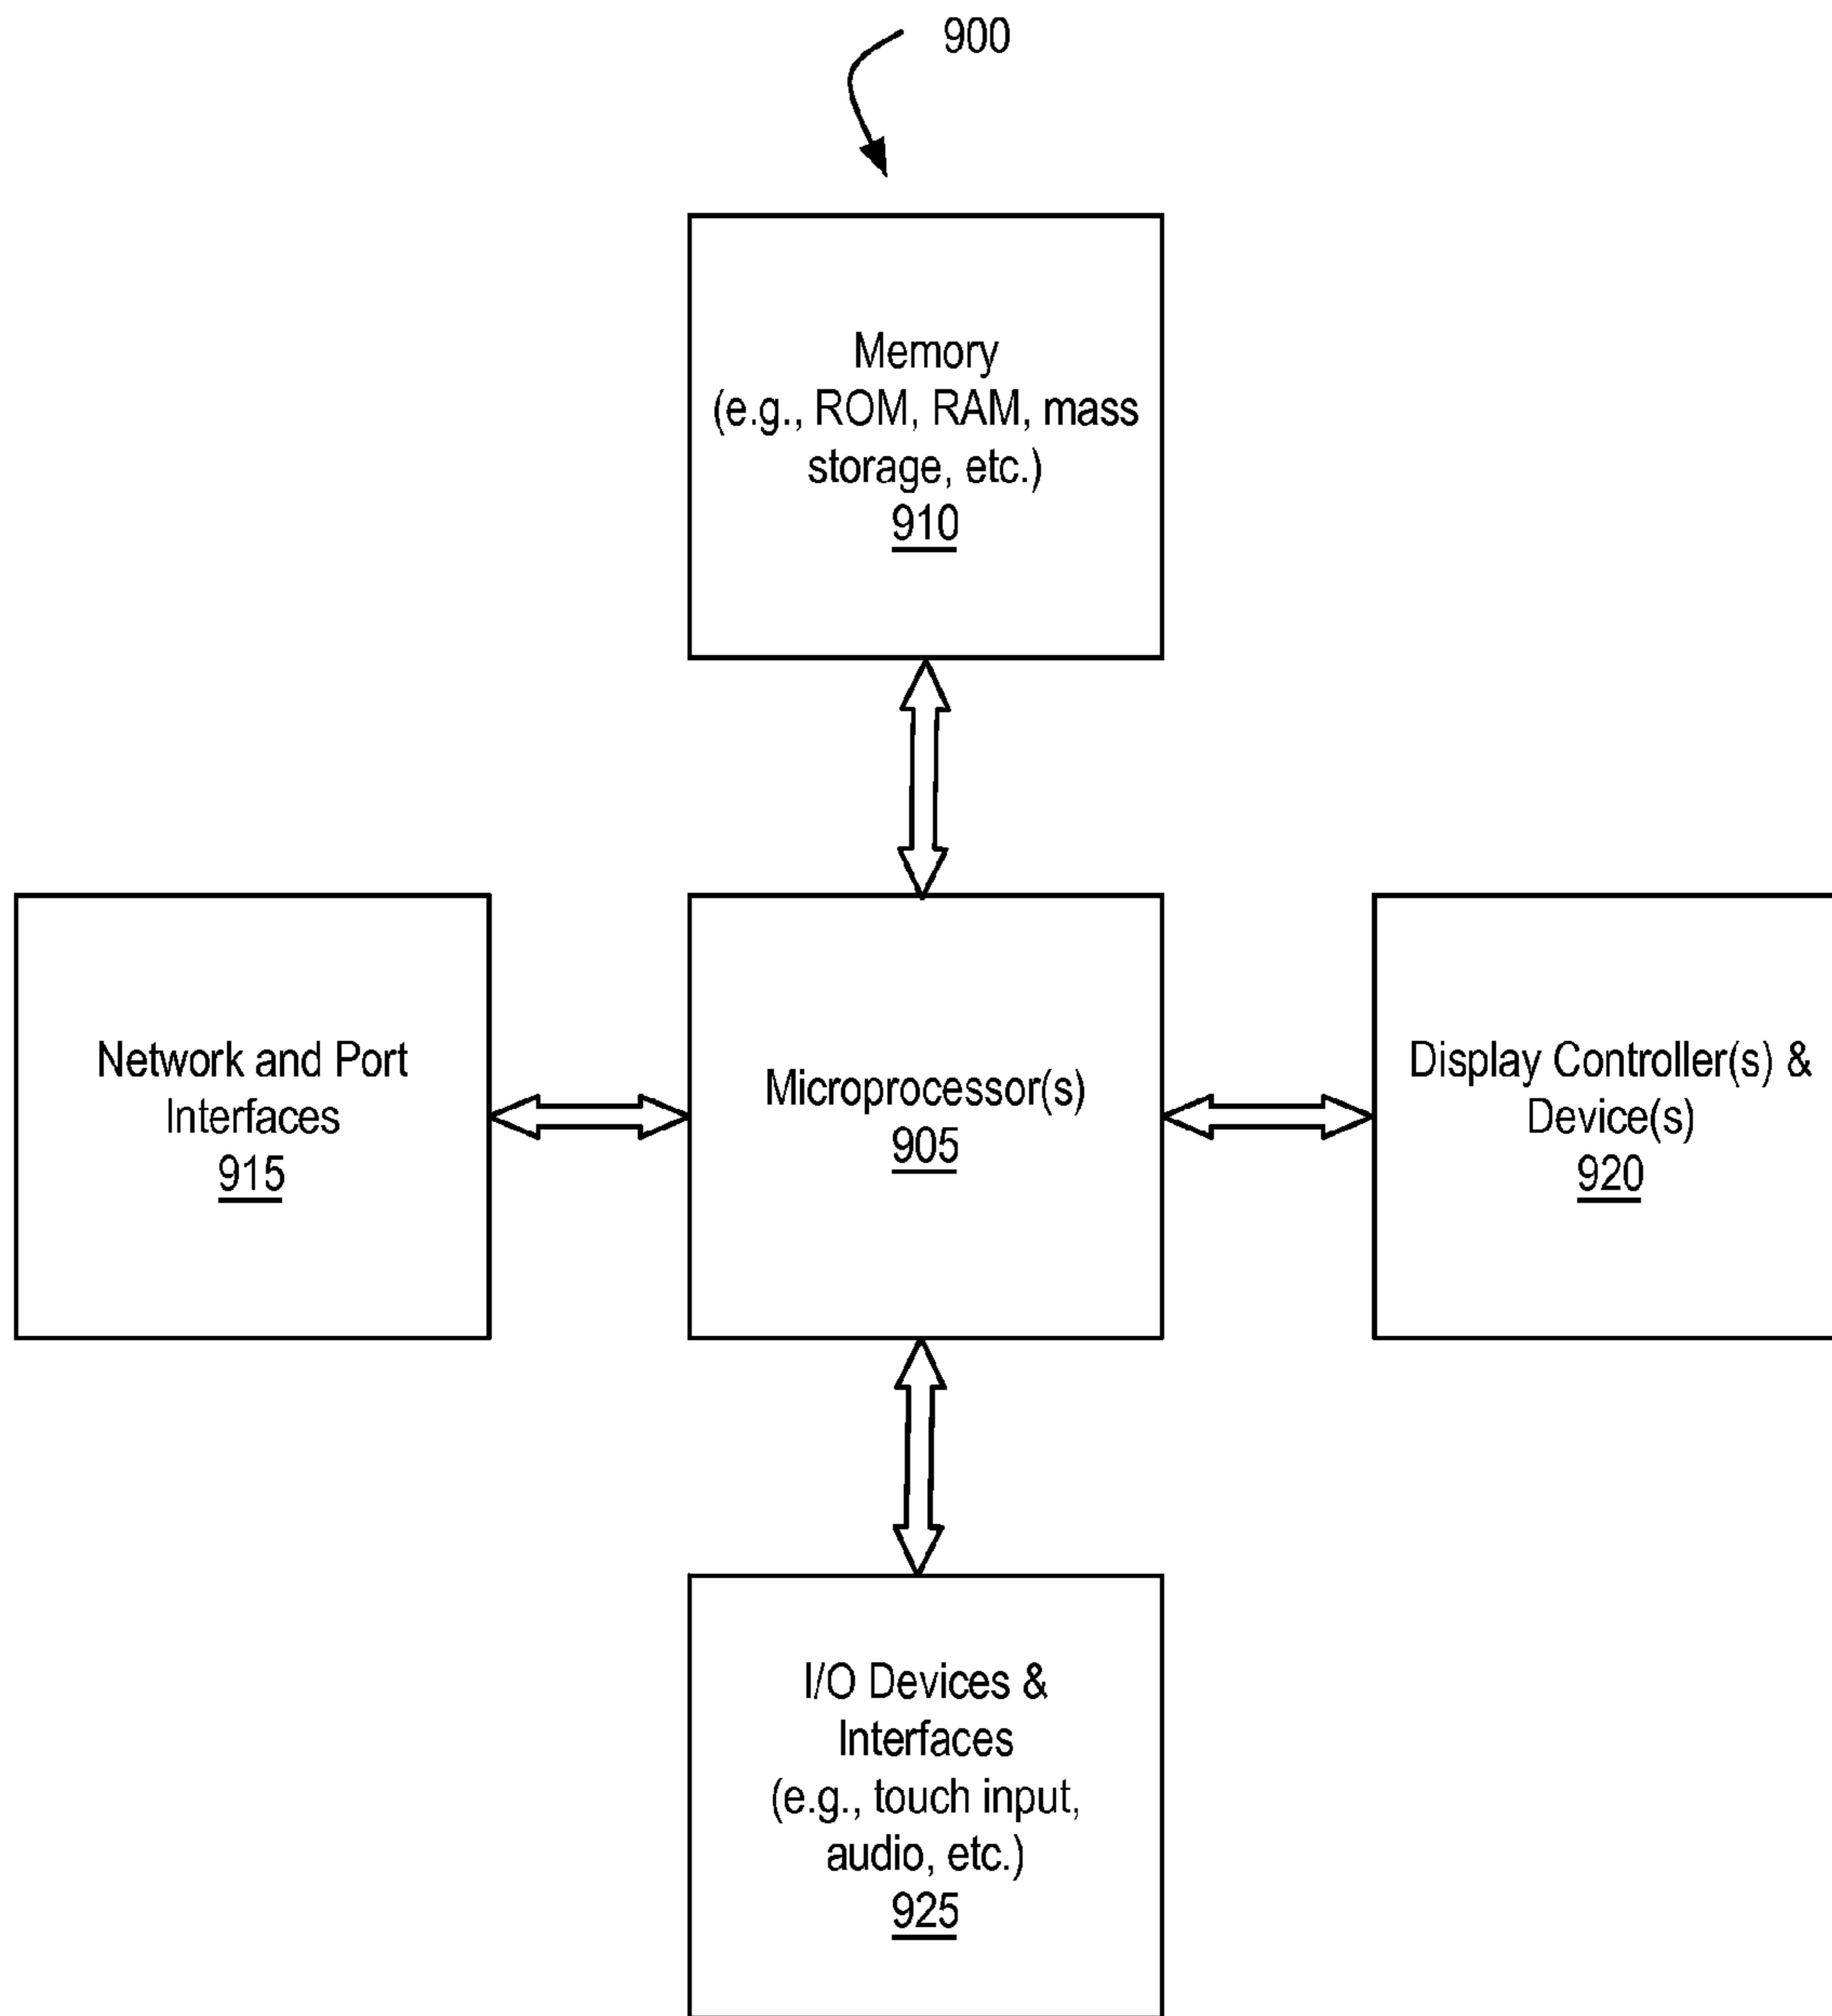 900
Memory
(e.g., ROM, RAM, mass
storage, etc.)
910
Network and Port
Interfaces
915
Microprocessor(s)
905
Display Controller(s) &
Device(s)
920
I/O Devices &
Interfaces
(e.g., touch input,
audio, etc.)
925